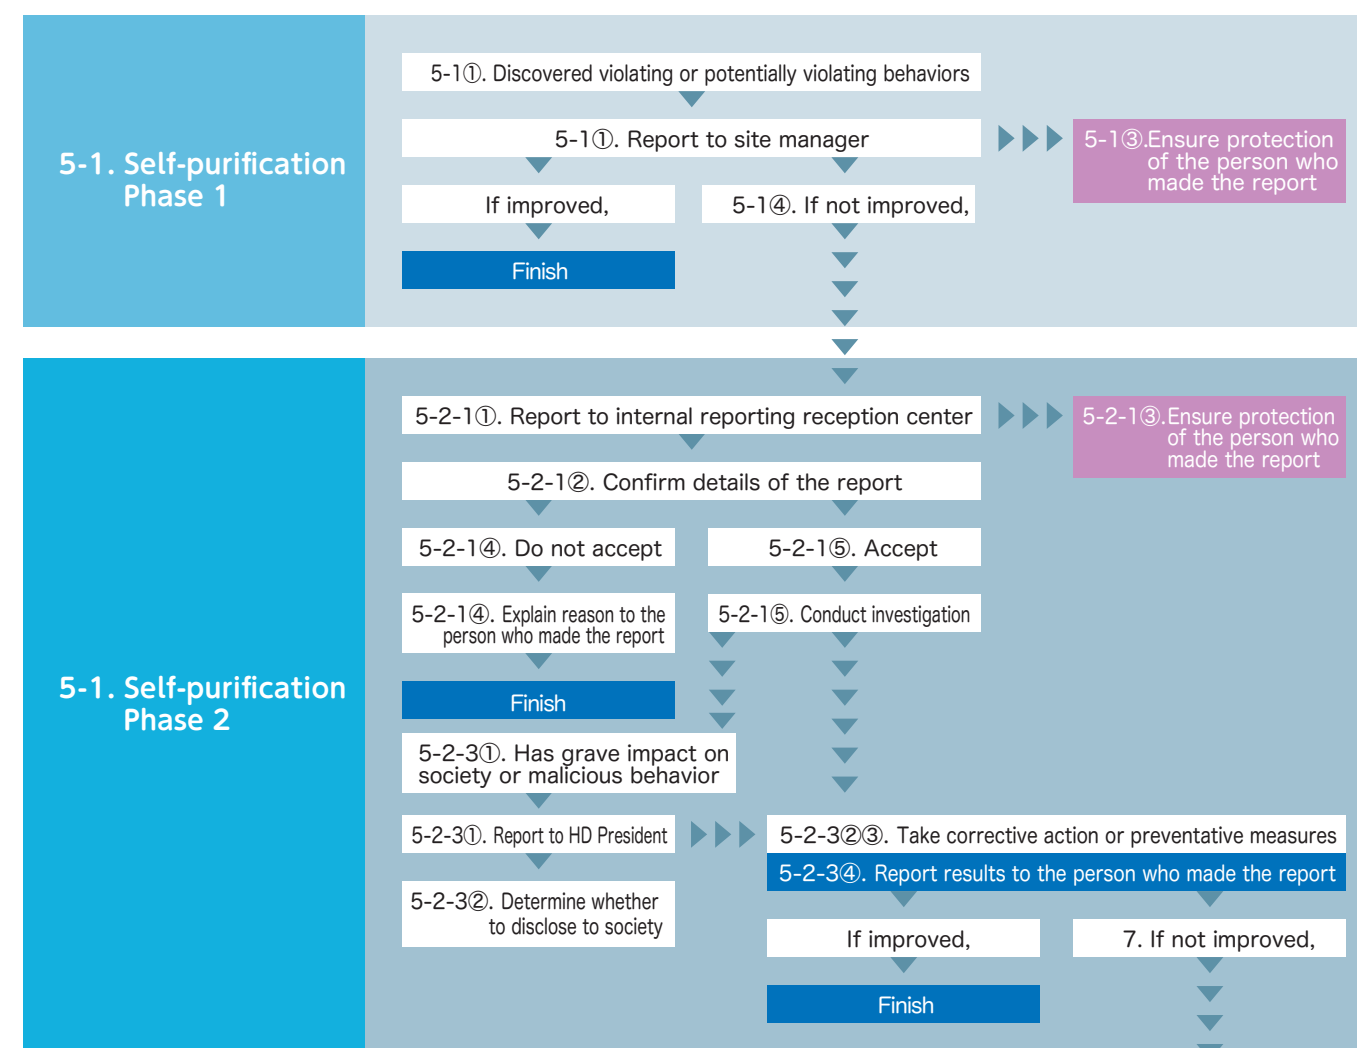 5-1. Self-purification
Phase 1
5-1①. Discovered violating or potentially violating behaviors
5-1①. Report to site manager
5-1③.Ensure protection
of the person who
made the report
If improved,
5-1④. If not improved,
Finish
5-1. Self-purification
Phase 2
5-2-1①. Report to internal reporting reception center
5-2-1③.Ensure protection
of the person who
made the report
5-2-1②. Confirm details of the report
5-2-1④. Do not accept
5-2-1⑤. Accept
5-2-1④. Explain reason to the
person who made the report
5-2-1⑤. Conduct investigation
Finish
5-2-3①. Has grave impact on
society or malicious behavior
5-2-3①. Report to HD President
5-2-3②③. Take corrective action or preventative measures
5-2-3④. Report results to the person who made the report
5-2-3②. Determine whether
to disclose to society
If improved,
7. If not improved,
Finish